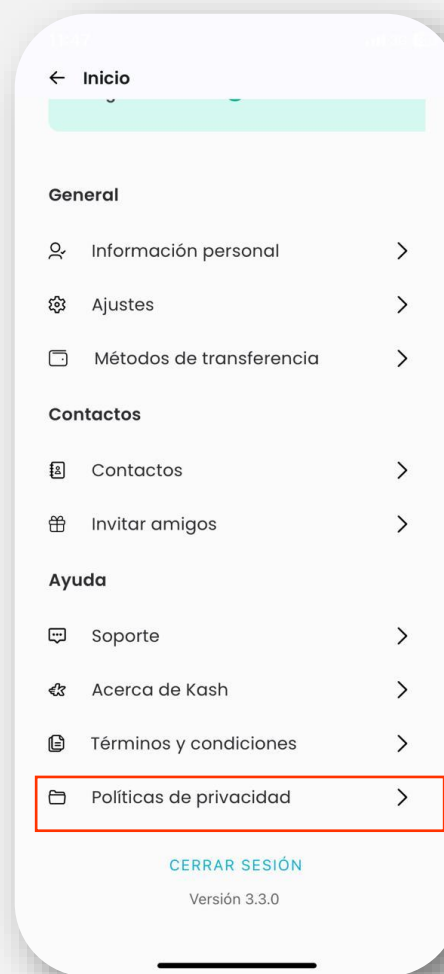 Inicio
General
Información personal
Ajustes
Métodos de transferencia
Contactos
Contactos
Invitar amigos
Ayuda
Soporte
Acerca de Kash
Términos y condiciones
Políticas de privacidad
CERRAR SESIÓN
Versión 3.3.0